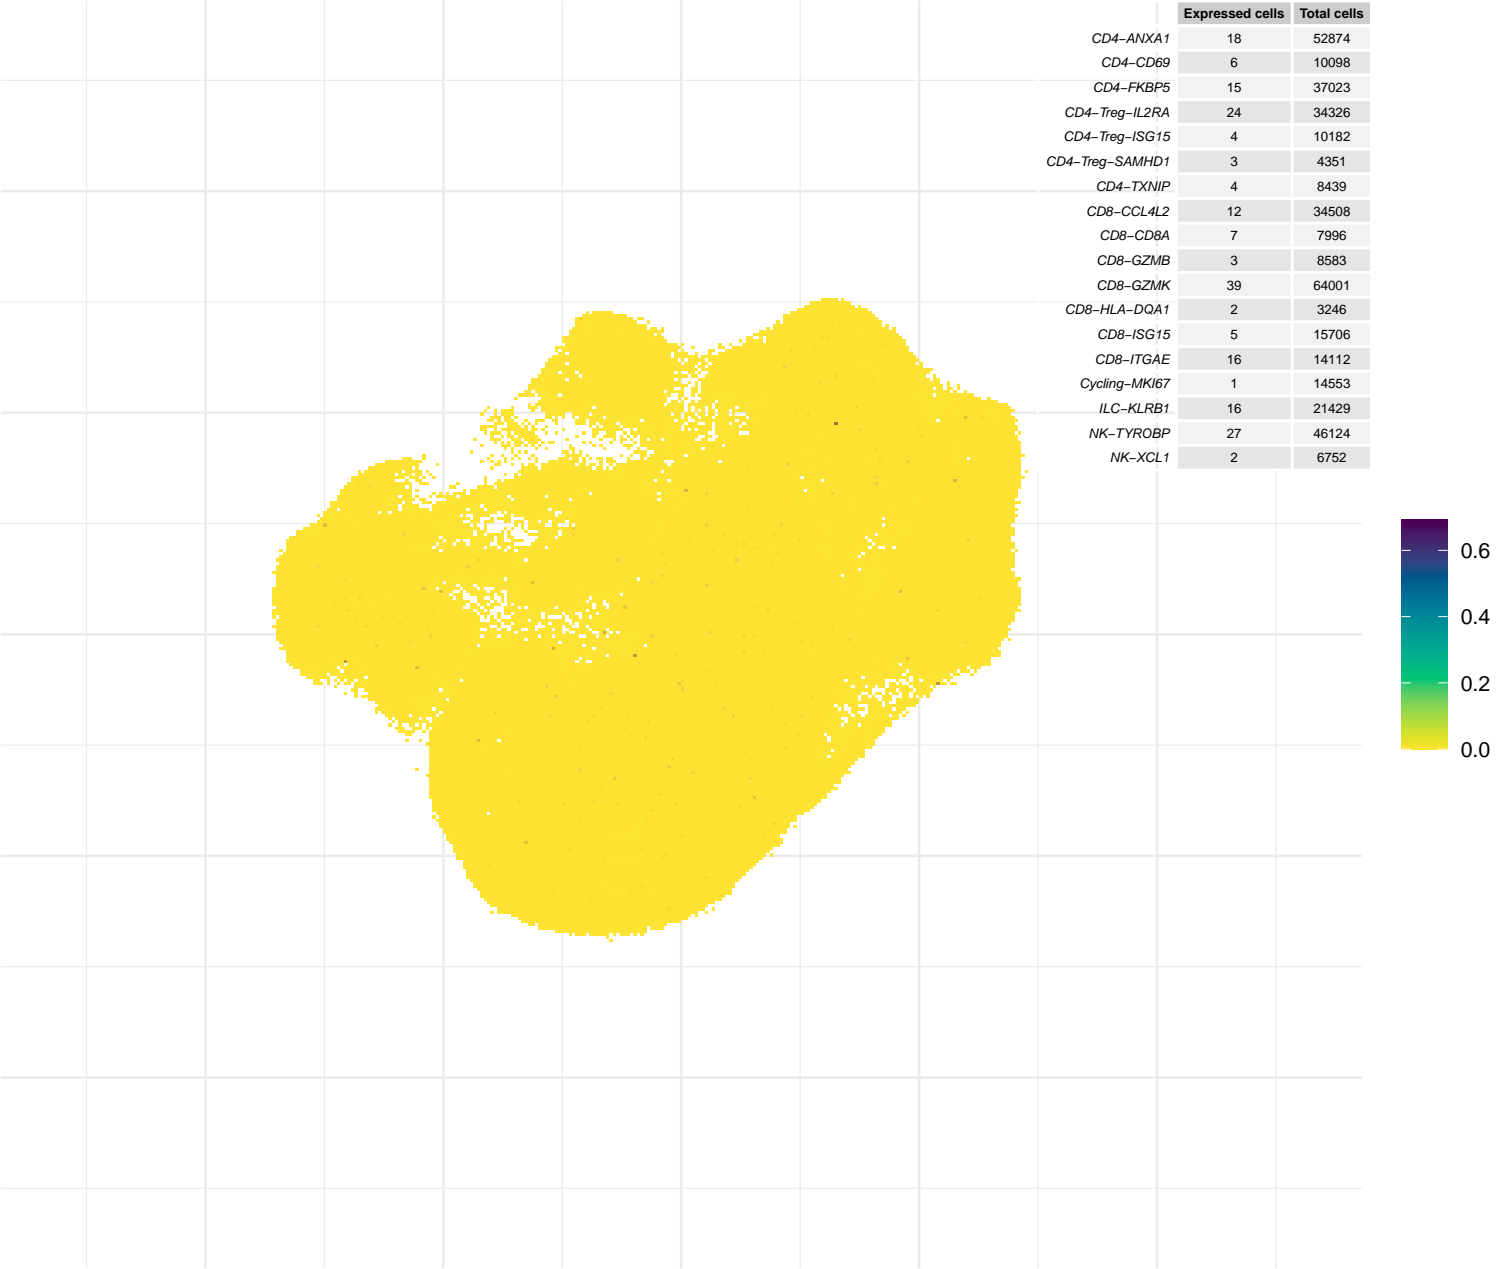 Expressed cells Total cells
CD4−ANXA1 18 52874
CD4−CD69 6 10098
CD4−FKBP5 15 37023
CD4−Treg−IL2RA 24 34326
CD4−Treg−ISG15 4 10182
CD4−Treg−SAMHD1 3 4351
CD4−TXNIP 4 8439
CD8−CCL4L2 12 34508
CD8−CD8A 7 7996
CD8−GZMB 3 8583
CD8−GZMK 39 64001
CD8−HLA−DQA1 2 3246
CD8−ISG15 5 15706
CD8−ITGAE 16 14112
Cycling−MKI67 1 14553
ILC−KLRB1 16 21429
NK−TYROBP 27 46124
NK−XCL1 2 6752
0.6
0.4
0.2
0.0